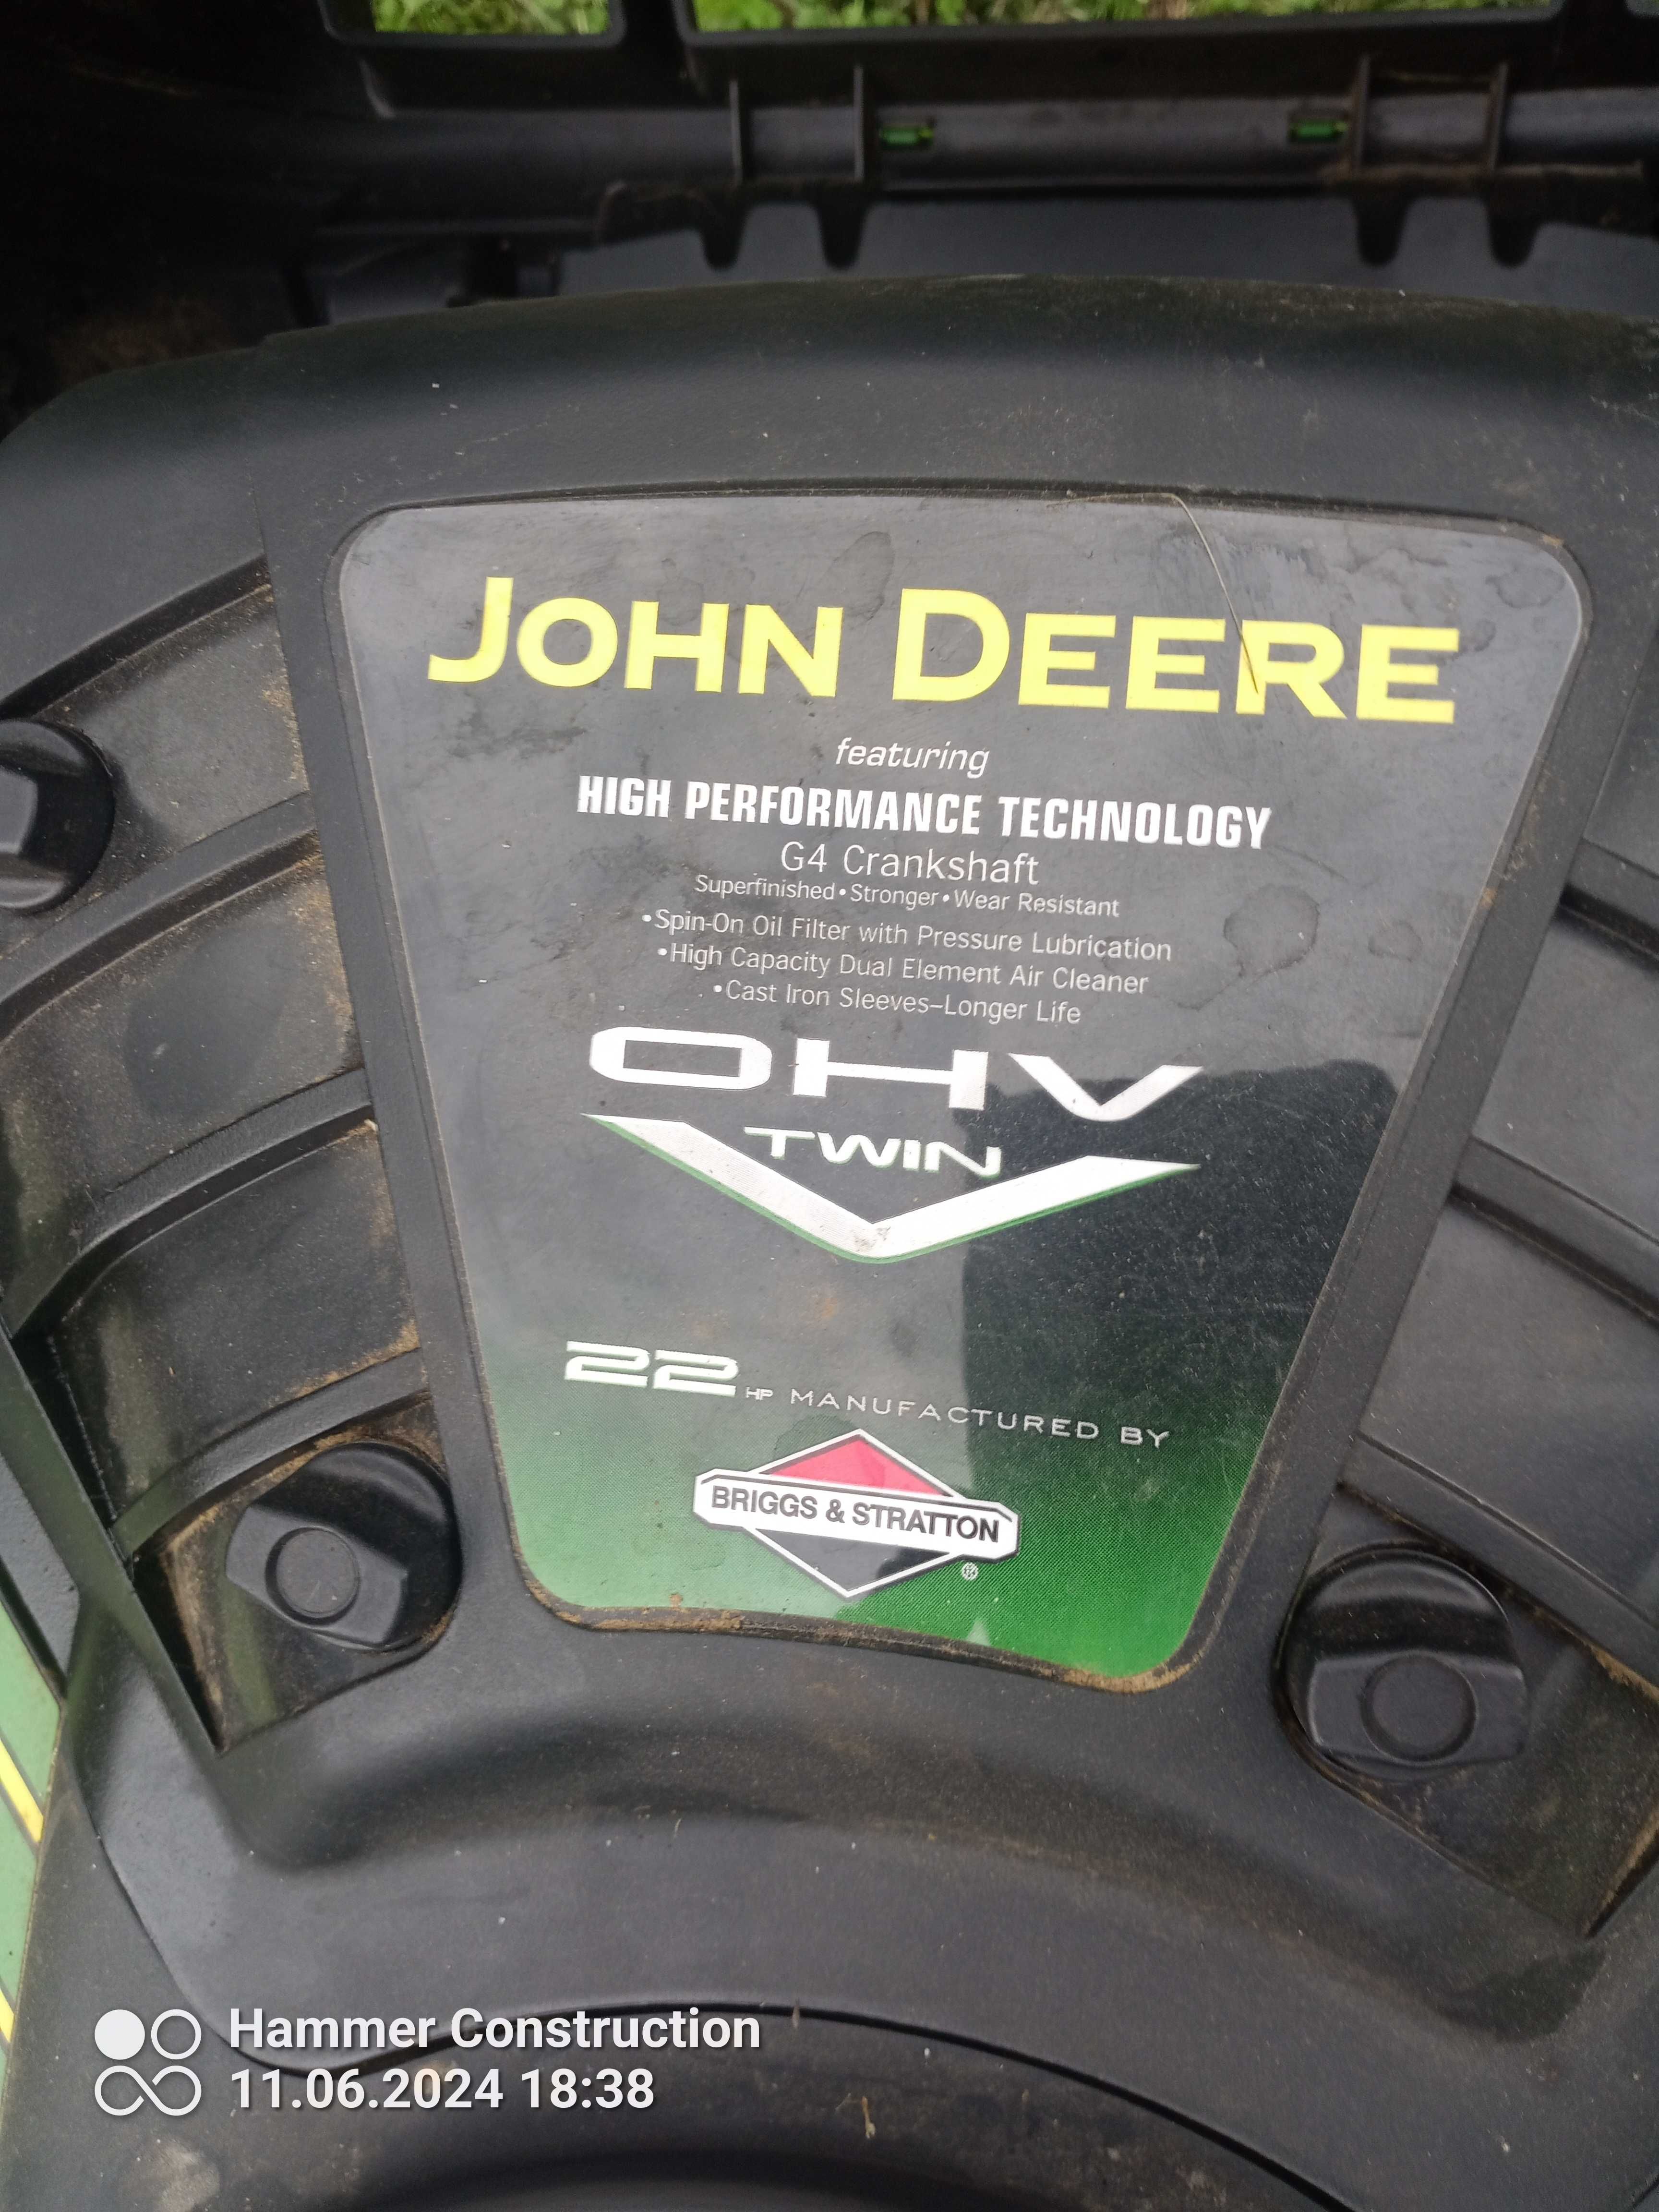 JOHN DEERE
featuring
HIGH PERFORMANCE TECHNOLOGY
G4 Crankshaft
Superfinished•Stronger•Wear Resistant
•Spin-On Oil Filter with Pressure Lubrication
•High Capacity Dual Element Air Cleaner
•Cast Iron Sleeves–Longer Life
OHV
TWIN
22 HP MANUFACTURED BY
BRIGGS & STRATTON
®
Hammer Construction
11.06.2024 18:38